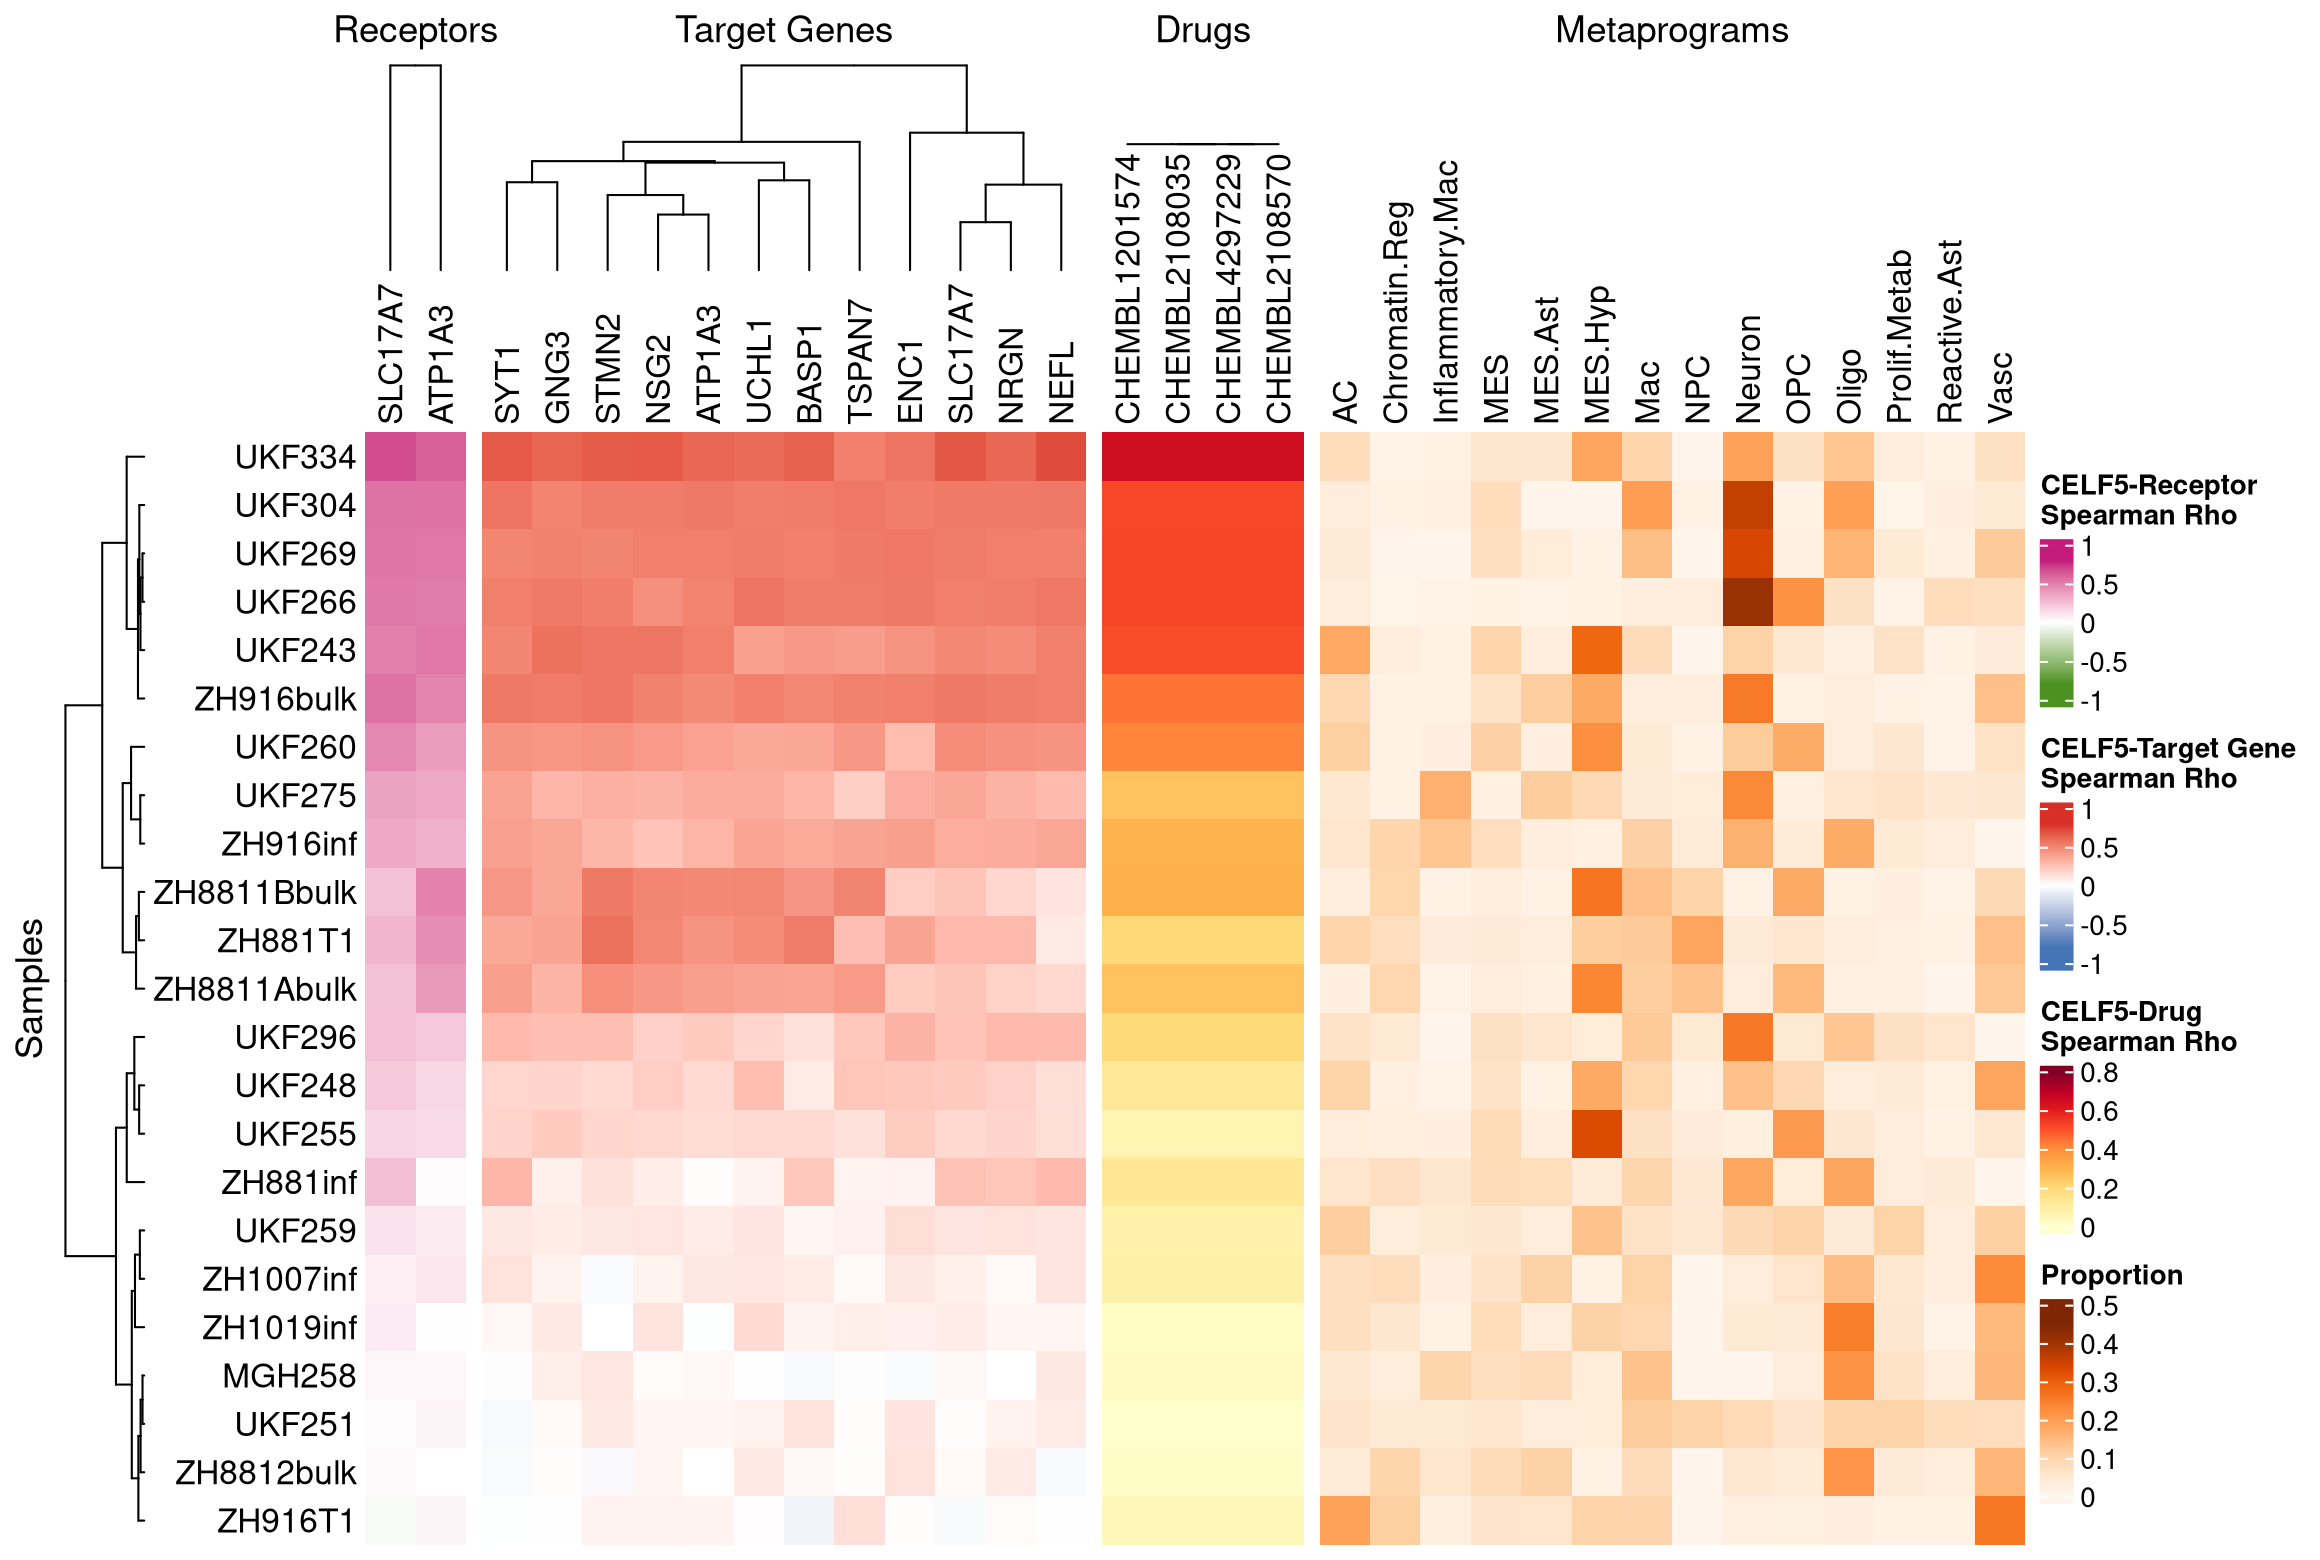 Receptors
Target Genes
Drugs
Metaprograms
SLC17A7
ATP1A3
SYT1
GNG3
STMN2
NSG2
ATP1A3
UCHL1
BASP1
TSPAN7
ENC1
SLC17A7
NRGN
NEFL
CHEMBL1201574
CHEMBL2108035
CHEMBL4297229
CHEMBL2108570
AC
Chromatin.Reg
Inflammatory.Mac
MES
MES.Ast
MES.Hyp
Mac
NPC
Neuron
OPC
Oligo
Prolif.Metab
Reactive.Ast
Vasc
Samples
UKF334
UKF304
UKF269
UKF266
UKF243
ZH916bulk
UKF260
UKF275
ZH916inf
ZH8811Bbulk
ZH881T1
ZH8811Abulk
UKF296
UKF248
UKF255
ZH881inf
UKF259
ZH1007inf
ZH1019inf
MGH258
UKF251
ZH8812bulk
ZH916T1
CELF5-Receptor
Spearman Rho
1
0.5
0
-0.5
-1
CELF5-Target Gene
Spearman Rho
1
0.5
0
-0.5
-1
CELF5-Drug
Spearman Rho
0.8
0.6
0.4
0.2
0
Proportion
0.5
0.4
0.3
0.2
0.1
0